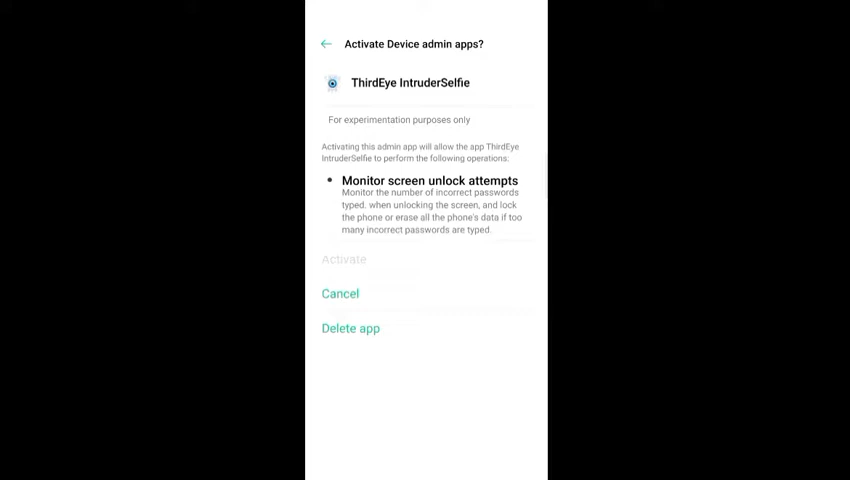 Activate Device admin apps?
ThirdEye IntruderSelfie
For experimentation purposes only
Activating this admin app will allow the app ThirdEye
IntruderSelfie to perform the following operations:
• Monitor screen unlock attempts
Monitor the number of incorrect passwords
typed. when unlocking the screen, and lock
the phone or erase all the phone's data if too
many incorrect passwords are typed.
Activate
Cancel
Delete app